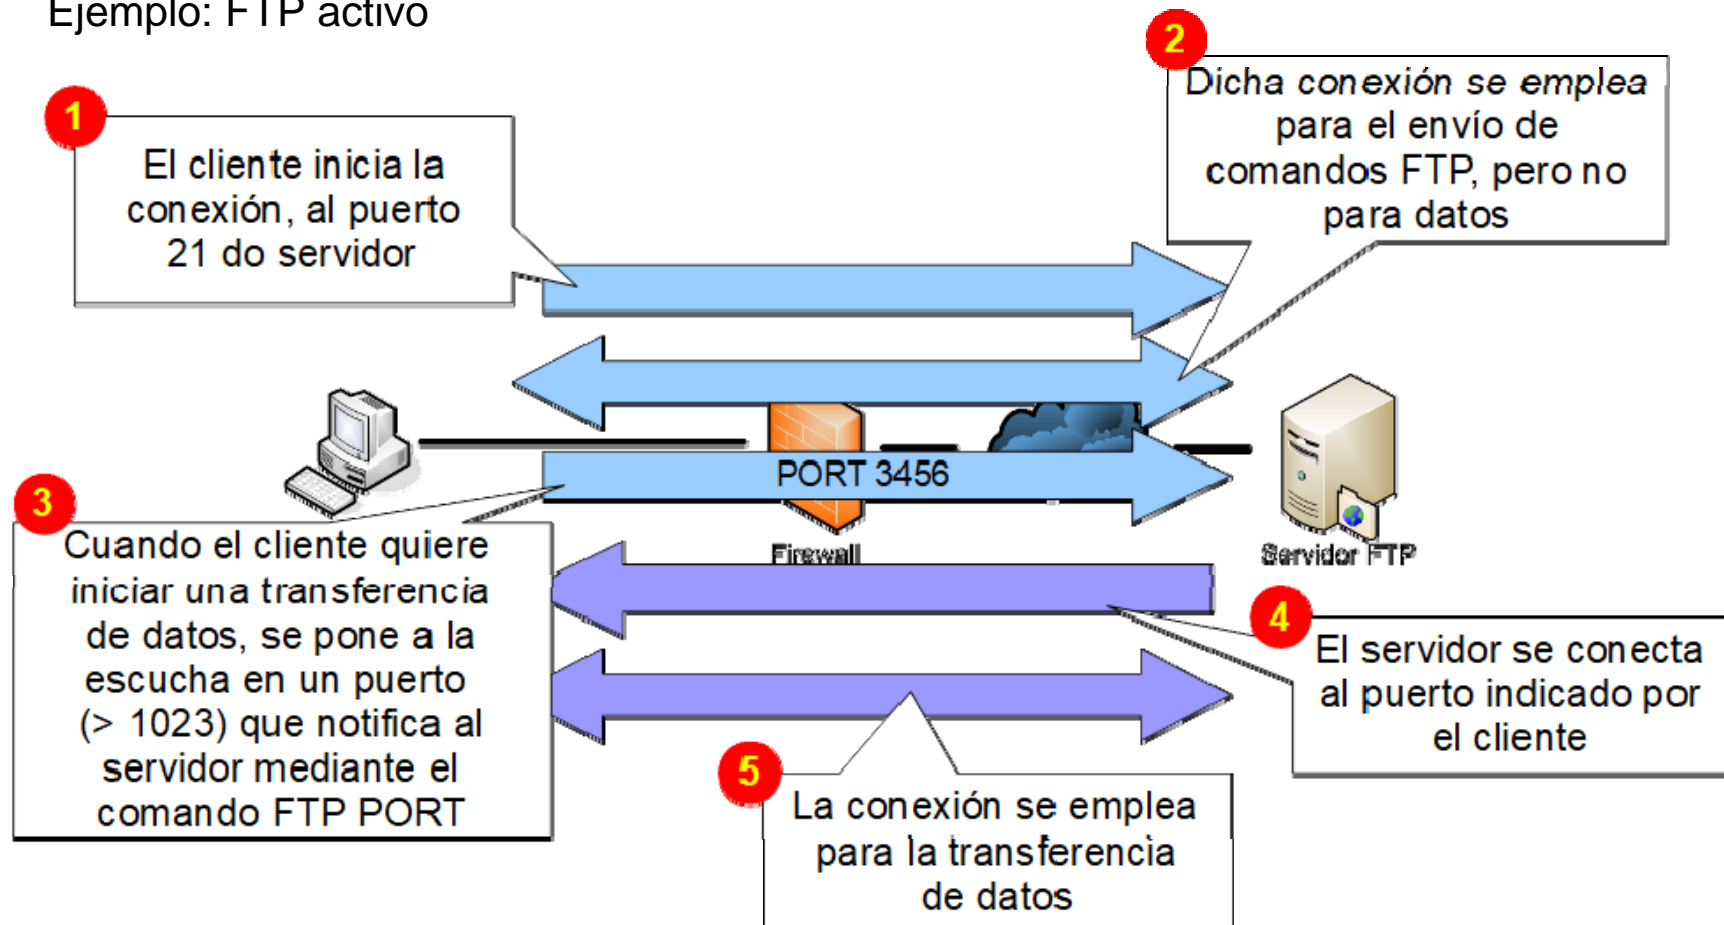 Ejemplo: FTP activo
1
El cliente inicia la
conexión, al puerto
21 do servidor
2
Dicha conexión se emplea
para el envío de
comandos FTP, pero no
para datos
PORT 3456
Firewall
Servidor FTP
3
Cuando el cliente quiere
iniciar una transferencia
de datos, se pone a la
escucha en un puerto
(> 1023) que notifica al
servidor mediante el
comando FTP PORT
4
El servidor se conecta
al puerto indicado por
el cliente
5
La conexión se emplea
para la transferencia
de datos